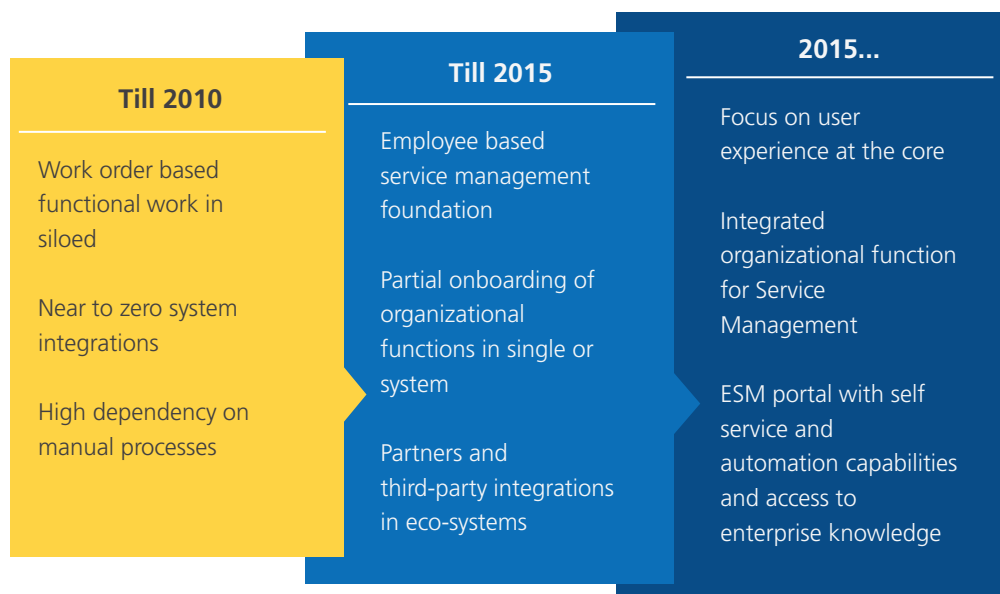 Till 2010
Work order based
functional work in
siloed
Near to zero system
integrations
High dependency on
manual processes
Till 2015
Employee based
service management
foundation
Partial onboarding of
organizational
functions in single or
system
Partners and
third-party integrations
in eco-systems
2015...
Focus on user
experience at the core
Integrated
organizational function
for Service
Management
ESM portal with self
service and
automation capabilities
and access to
enterprise knowledge